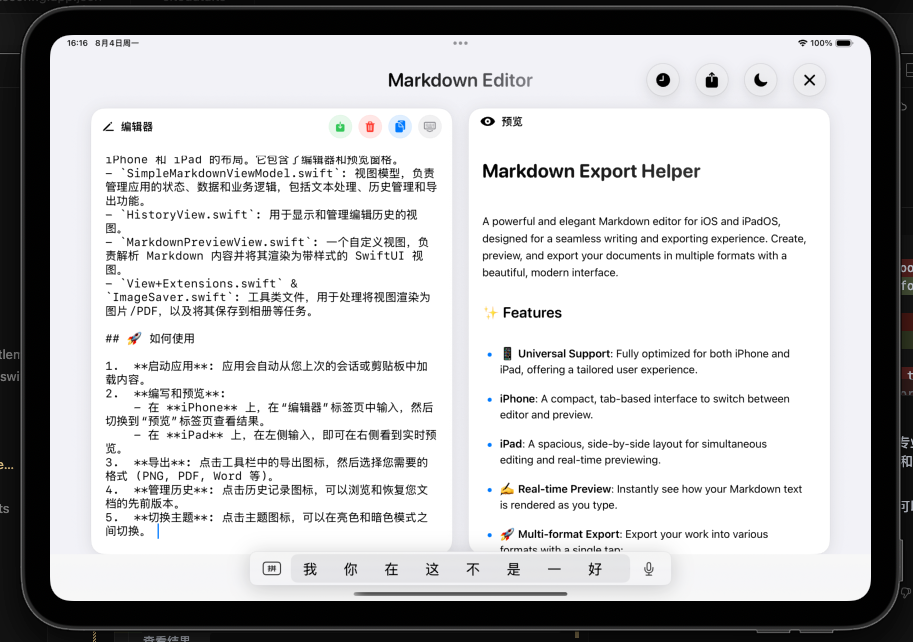 16:16 8月4日周一
100%
Markdown Editor
编辑器
iPhone 和 iPad 的布局。它包含了编辑器和预览窗格。
- `SimpleMarkdownViewModel.swift`: 视图模型，负责
管理应用的状态、数据和业务逻辑，包括文本处理、历史管理和导
出功能。
- `HistoryView.swift`: 用于显示和管理编辑历史的视
图。
- `MarkdownPreviewView.swift`: 一个自定义视图，负
责解析 Markdown 内容并将其渲染为带样式的 SwiftUI 视
图。
- `View+Extensions.swift` &
`ImageSaver.swift`: 工具类文件，用于处理将视图渲染为
图片/PDF，以及将其保存到相册等任务。
## 🚀 如何使用
1. **启动应用**: 应用会自动从您上次的会话或剪贴板中加
载内容。
2. **编写和预览**:
- 在 **iPhone** 上，在“编辑器”标签页中输入，然后
切换到“预览”标签页查看结果。
- 在 **iPad** 上，在左侧输入，即可在右侧看到实时预
览。
3. **导出**: 点击工具栏中的导出图标，然后选择您需要的
格式 (PNG, PDF, Word 等)。
4. **管理历史**: 点击历史记录图标，可以浏览和恢复您文
档的先前版本。
5. **切换主题**: 点击主题图标，可以在亮色和暗色模式之
间切换。
预览
Markdown Export Helper
A powerful and elegant Markdown editor for iOS and iPadOS,
designed for a seamless writing and exporting experience. Create,
preview, and export your documents in multiple formats with a
beautiful, modern interface.
✨ Features
• 📱 Universal Support: Fully optimized for both iPhone and
iPad, offering a tailored user experience.
• iPhone: A compact, tab-based interface to switch between
editor and preview.
• iPad: A spacious, side-by-side layout for simultaneous
editing and real-time previewing.
• ✍️ Real-time Preview: Instantly see how your Markdown text
is rendered as you type.
• 🚀 Multi-format Export: Export your work into various
formats with a single tap:
拼 我 你 在 这 不 是 一 好
查看结果